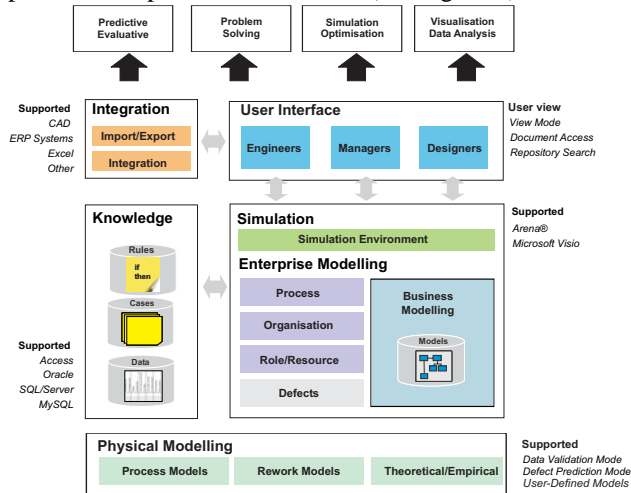 Predictive
Evaluative
Problem
Solving
Simulation
Optimisation
Visualisation
Data Analysis
Supported
CAD
ERP Systems
Excel
Other
Integration
Import/Export
Integration
User Interface
Engineers
Managers
Designers
User view
View Mode
Document Access
Repository Search
Knowledge
Rules
if
then
Cases
Data
Supported
Access
Oracle
SQL/Server
MySQL
Simulation
Simulation Environment
Enterprise Modelling
Process
Organisation
Role/Resource
Defects
Business
Modelling
Models
Supported
Arena®
Microsoft Visio
Physical Modelling
Process Models
Rework Models
Theoretical/Empirical
Supported
Data Validation Mode
Defect Prediction Mode
User-Defined Models